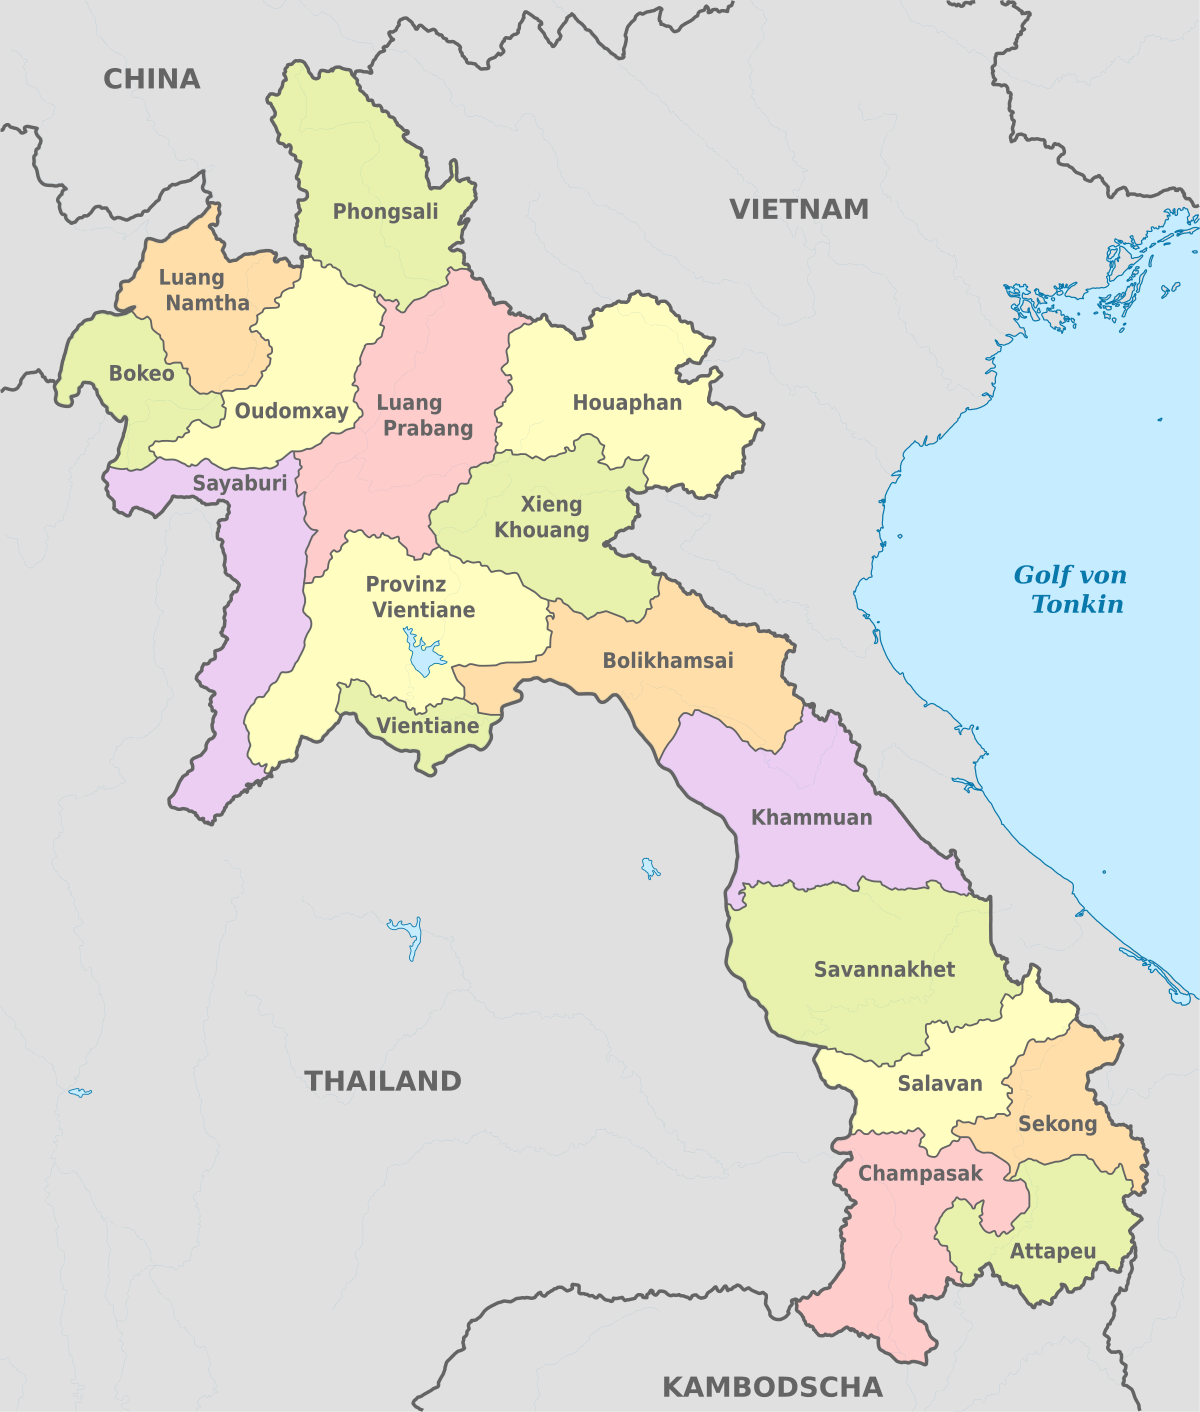 CHINA
VIETNAM
Phongsali
Luang
Namtha
Bokeo
Oudomxay
Luang
Prabang
Houaphan
Sayaburi
Xieng
Khouang
Golf von
Tonkin
Provinz
Vientiane
Bolikhamsai
Vientiane
Khammuan
Savannakhet
THAILAND
Salavan
Sekong
Champasak
Attapeu
KAMBODSCHA